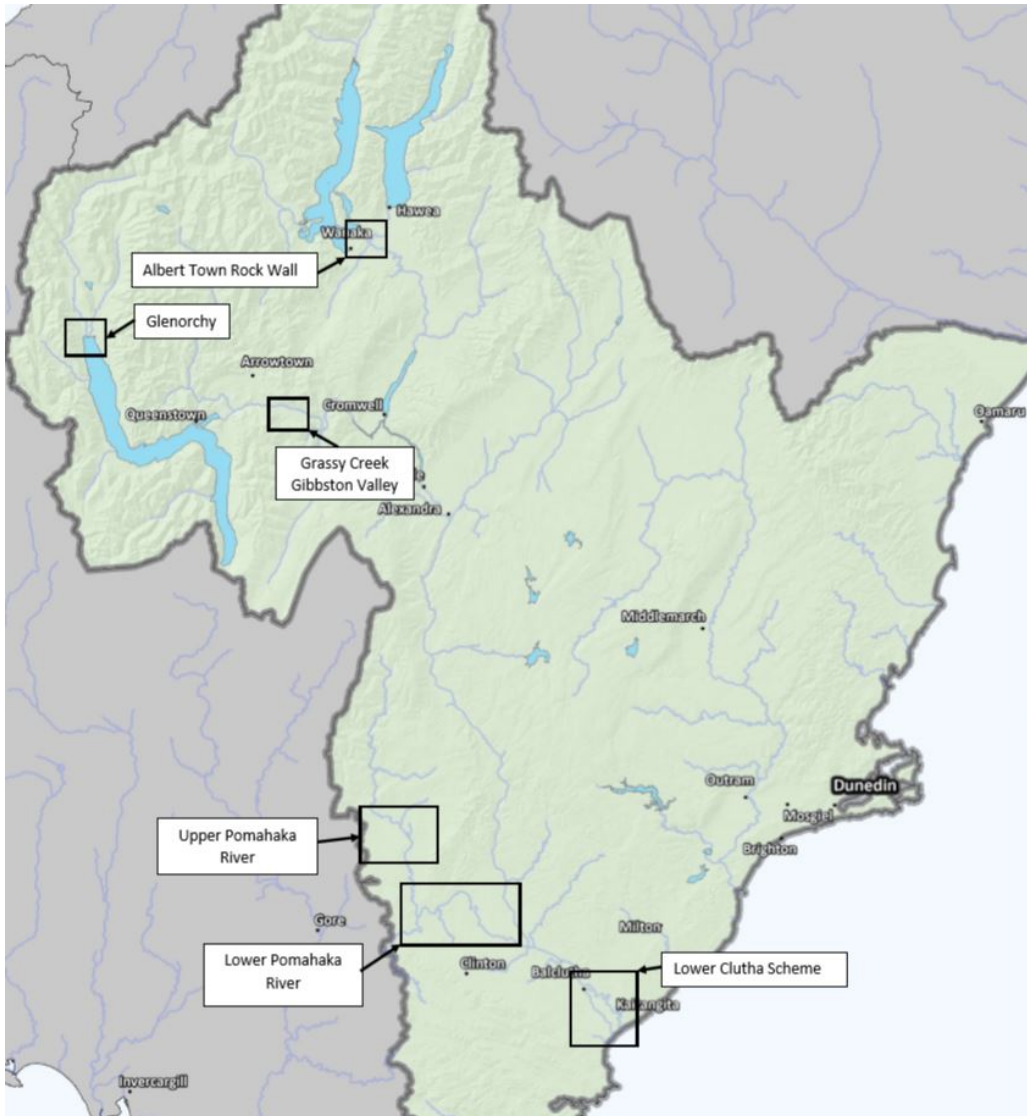 Hawea
Wanaka
Albert Town Rock Wall
Glenorchy
Arrowtown
Cromwell
Queenstown
Oamaru
Grassy Creek
Gibbston Valley
Alexandra
Middlemarch
Outram
Dunedin
Mosgiel
Brighton
Upper Pomahaka
River
Gore
Milton
Lower Pomahaka
River
Clinton
Balclutha
Lower Clutha Scheme
Kaitangita
Invercargill